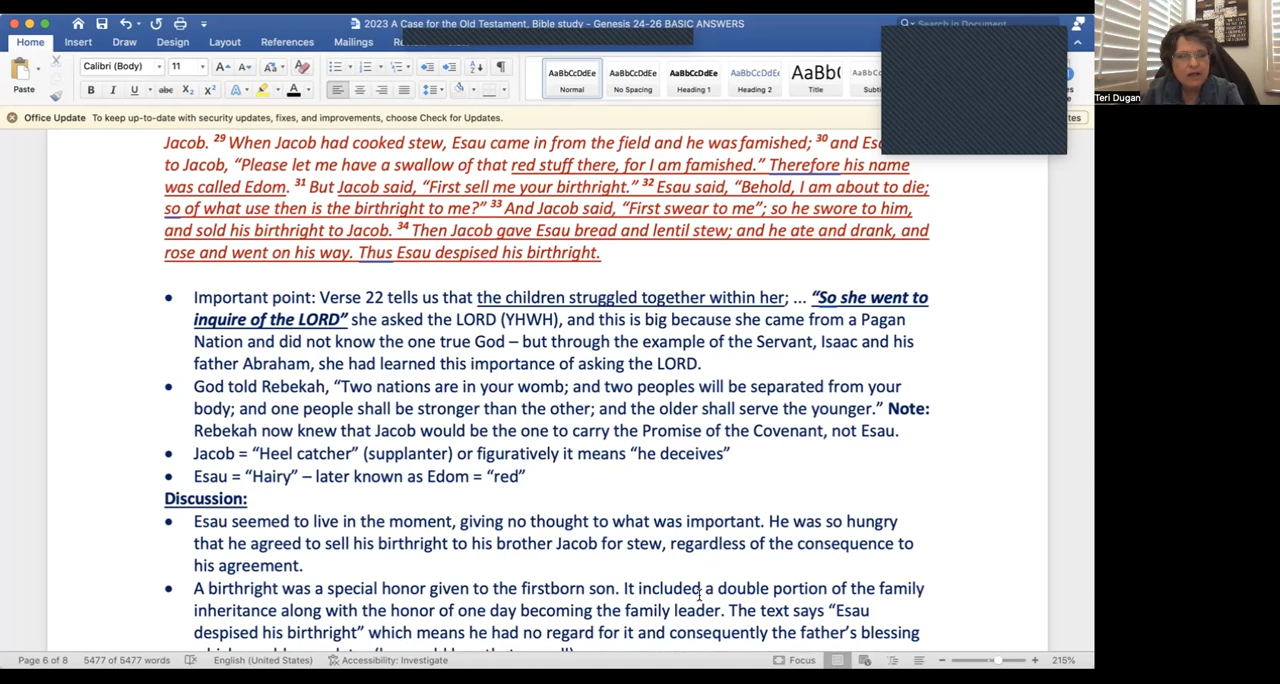 2023 A Case for the Old Testament, Bible study - Genesis 24-26 BASIC ANSWERS
Search in Document
Home Insert Draw Design Layout References Mailings Re
Paste
Calibri (Body) 11
AaBbCcDdEe AaBbCcDdEe AaBbCcDdEe AaBbCcDdEe AaBb( AaBbCcDdEe
Normal No Spacing Heading 1 Heading 2 Title
Teri Dugan
Office Update To keep up-to-date with security updates, fixes, and improvements, choose Check for Updates.
Jacob. 29 When Jacob had cooked stew, Esau came in from the field and he was famished; 30 and
to Jacob, “Please let me have a swallow of that red stuff there, for I am famished.” Therefore his name
was called Edom. 31 But Jacob said, “First sell me your birthright.” 32 Esau said, “Behold, I am about to die;
so of what use then is the birthright to me?” 33 And Jacob said, “First swear to me”; so he swore to him,
and sold his birthright to Jacob. 34 Then Jacob gave Esau bread and lentil stew; and he ate and drank, and
rose and went on his way. Thus Esau despised his birthright.
• Important point: Verse 22 tells us that the children struggled together within her; ... “So she went to
inquire of the LORD” she asked the LORD (YHWH), and this is big because she came from a Pagan
Nation and did not know the one true God – but through the example of the Servant, Isaac and his
father Abraham, she had learned this importance of asking the LORD.
• God told Rebekah, “Two nations are in your womb; and two peoples will be separated from your
body; and one people shall be stronger than the other; and the older shall serve the younger.” Note:
Rebekah now knew that Jacob would be the one to carry the Promise of the Covenant, not Esau.
• Jacob = “Heel catcher” (supplanter) or figuratively it means “he deceives”
• Esau = “Hairy” – later known as Edom = “red”
Discussion:
• Esau seemed to live in the moment, giving no thought to what was important. He was so hungry
that he agreed to sell his birthright to his brother Jacob for stew, regardless of the consequence to
his agreement.
• A birthright was a special honor given to the firstborn son. It included a double portion of the family
inheritance along with the honor of one day becoming the family leader. The text says “Esau
despised his birthright” which means he had no regard for it and consequently the father’s blessing
Page 6 of 8 5477 of 5477 words English (United States) Accessibility: Investigate Focus 215%